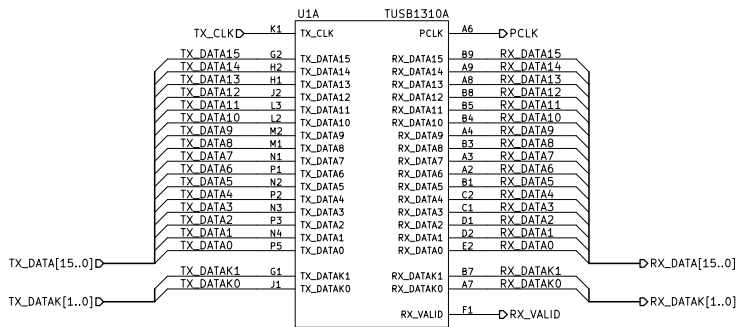 U1A TUSB1310A
TX_CLK K1 TX_CLK PCLK A6 PCLK
TX_DATA15 G2 TX_DATA15 RX_DATA15 B9 RX_DATA15
TX_DATA14 H2 TX_DATA14 RX_DATA14 A9 RX_DATA14
TX_DATA13 H1 TX_DATA13 RX_DATA13 A8 RX_DATA13
TX_DATA12 J2 TX_DATA12 RX_DATA12 B8 RX_DATA12
TX_DATA11 L3 TX_DATA11 RX_DATA11 B5 RX_DATA11
TX_DATA10 L2 TX_DATA10 RX_DATA10 B4 RX_DATA10
TX_DATA9 M2 TX_DATA9 RX_DATA9 A4 RX_DATA9
TX_DATA8 M1 TX_DATA8 RX_DATA8 B3 RX_DATA8
TX_DATA7 N1 TX_DATA7 RX_DATA7 A3 RX_DATA7
TX_DATA6 P1 TX_DATA6 RX_DATA6 A2 RX_DATA6
TX_DATA5 N2 TX_DATA5 RX_DATA5 B1 RX_DATA5
TX_DATA4 P2 TX_DATA4 RX_DATA4 C2 RX_DATA4
TX_DATA3 N3 TX_DATA3 RX_DATA3 C1 RX_DATA3
TX_DATA2 P3 TX_DATA2 RX_DATA2 D1 RX_DATA2
TX_DATA1 N4 TX_DATA1 RX_DATA1 D2 RX_DATA1
TX_DATA0 P5 TX_DATA0 RX_DATA0 E2 RX_DATA0
TX_DATA[15..0] RX_DATA[15..0]
TX_DATAK1 G1 TX_DATAK1 RX_DATAK1 B7 RX_DATAK1
TX_DATAK0 J1 TX_DATAK0 RX_DATAK0 A7 RX_DATAK0
TX_DATAK[1..0] RX_DATAK[1..0]
RX_VALID F1 RX_VALID